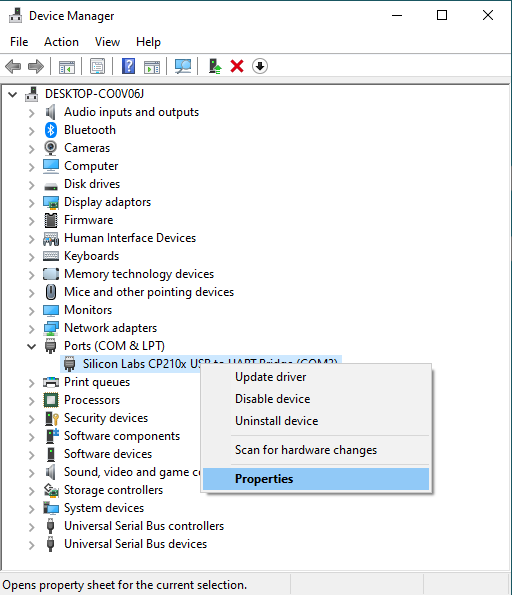 Device Manager
File Action View Help
DESKTOP-CO0V06J
Audio inputs and outputs
Bluetooth
Cameras
Computer
Disk drives
Display adaptors
Firmware
Human Interface Devices
Keyboards
Memory technology devices
Mice and other pointing devices
Monitors
Network adapters
Ports (COM & LPT)
Silicon Labs CP210x USB to UART Bridge
Update driver
Print queues
Disable device
Processors
Security devices
Uninstall device
Software components
Scan for hardware changes
Software devices
Sound, video and game
Properties
Storage controllers
System devices
Universal Serial Bus controllers
Universal Serial Bus devices
Opens property sheet for the current selection.